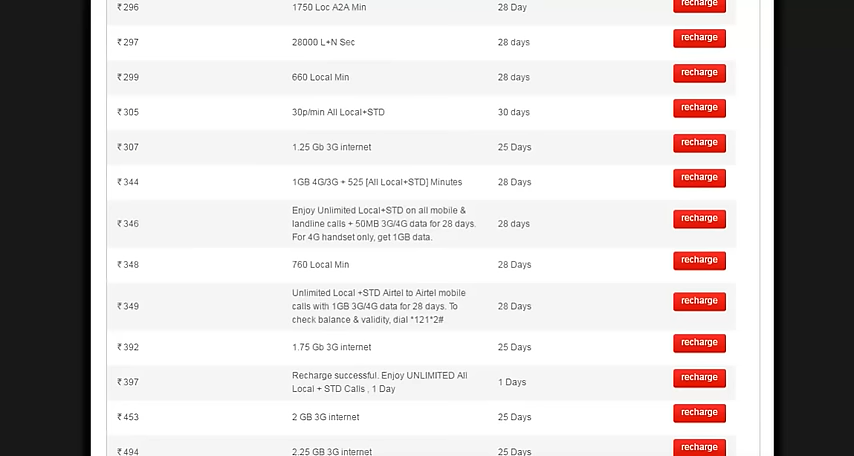 ₹ 296 1750 Loc A2A Min 28 Day recharge
₹ 297 28000 L+N Sec 28 days recharge
₹ 299 660 Local Min 28 days recharge
₹ 305 30p/min All Local+STD 30 days recharge
₹ 307 1.25 Gb 3G internet 25 Days recharge
₹ 344 1GB 4G/3G + 525 [All Local+STD] Minutes 28 Days recharge
Enjoy Unlimited Local+STD on all mobile &
₹ 346 landline calls + 50MB 3G/4G data for 28 days. 28 days recharge
For 4G handset only, get 1GB data.
₹ 348 760 Local Min 28 Days recharge
Unlimited Local +STD Airtel to Airtel mobile
₹ 349 calls with 1GB 3G/4G data for 28 days. To 28 Days recharge
check balance & validity, dial *121*2#
₹ 392 1.75 Gb 3G internet 25 Days recharge
Recharge successful. Enjoy UNLIMITED All
₹ 397 Local + STD Calls , 1 Day 1 Days recharge
₹ 453 2 GB 3G internet 25 Days recharge
₹ 494 2.25 GB 3G internet 25 Days recharge